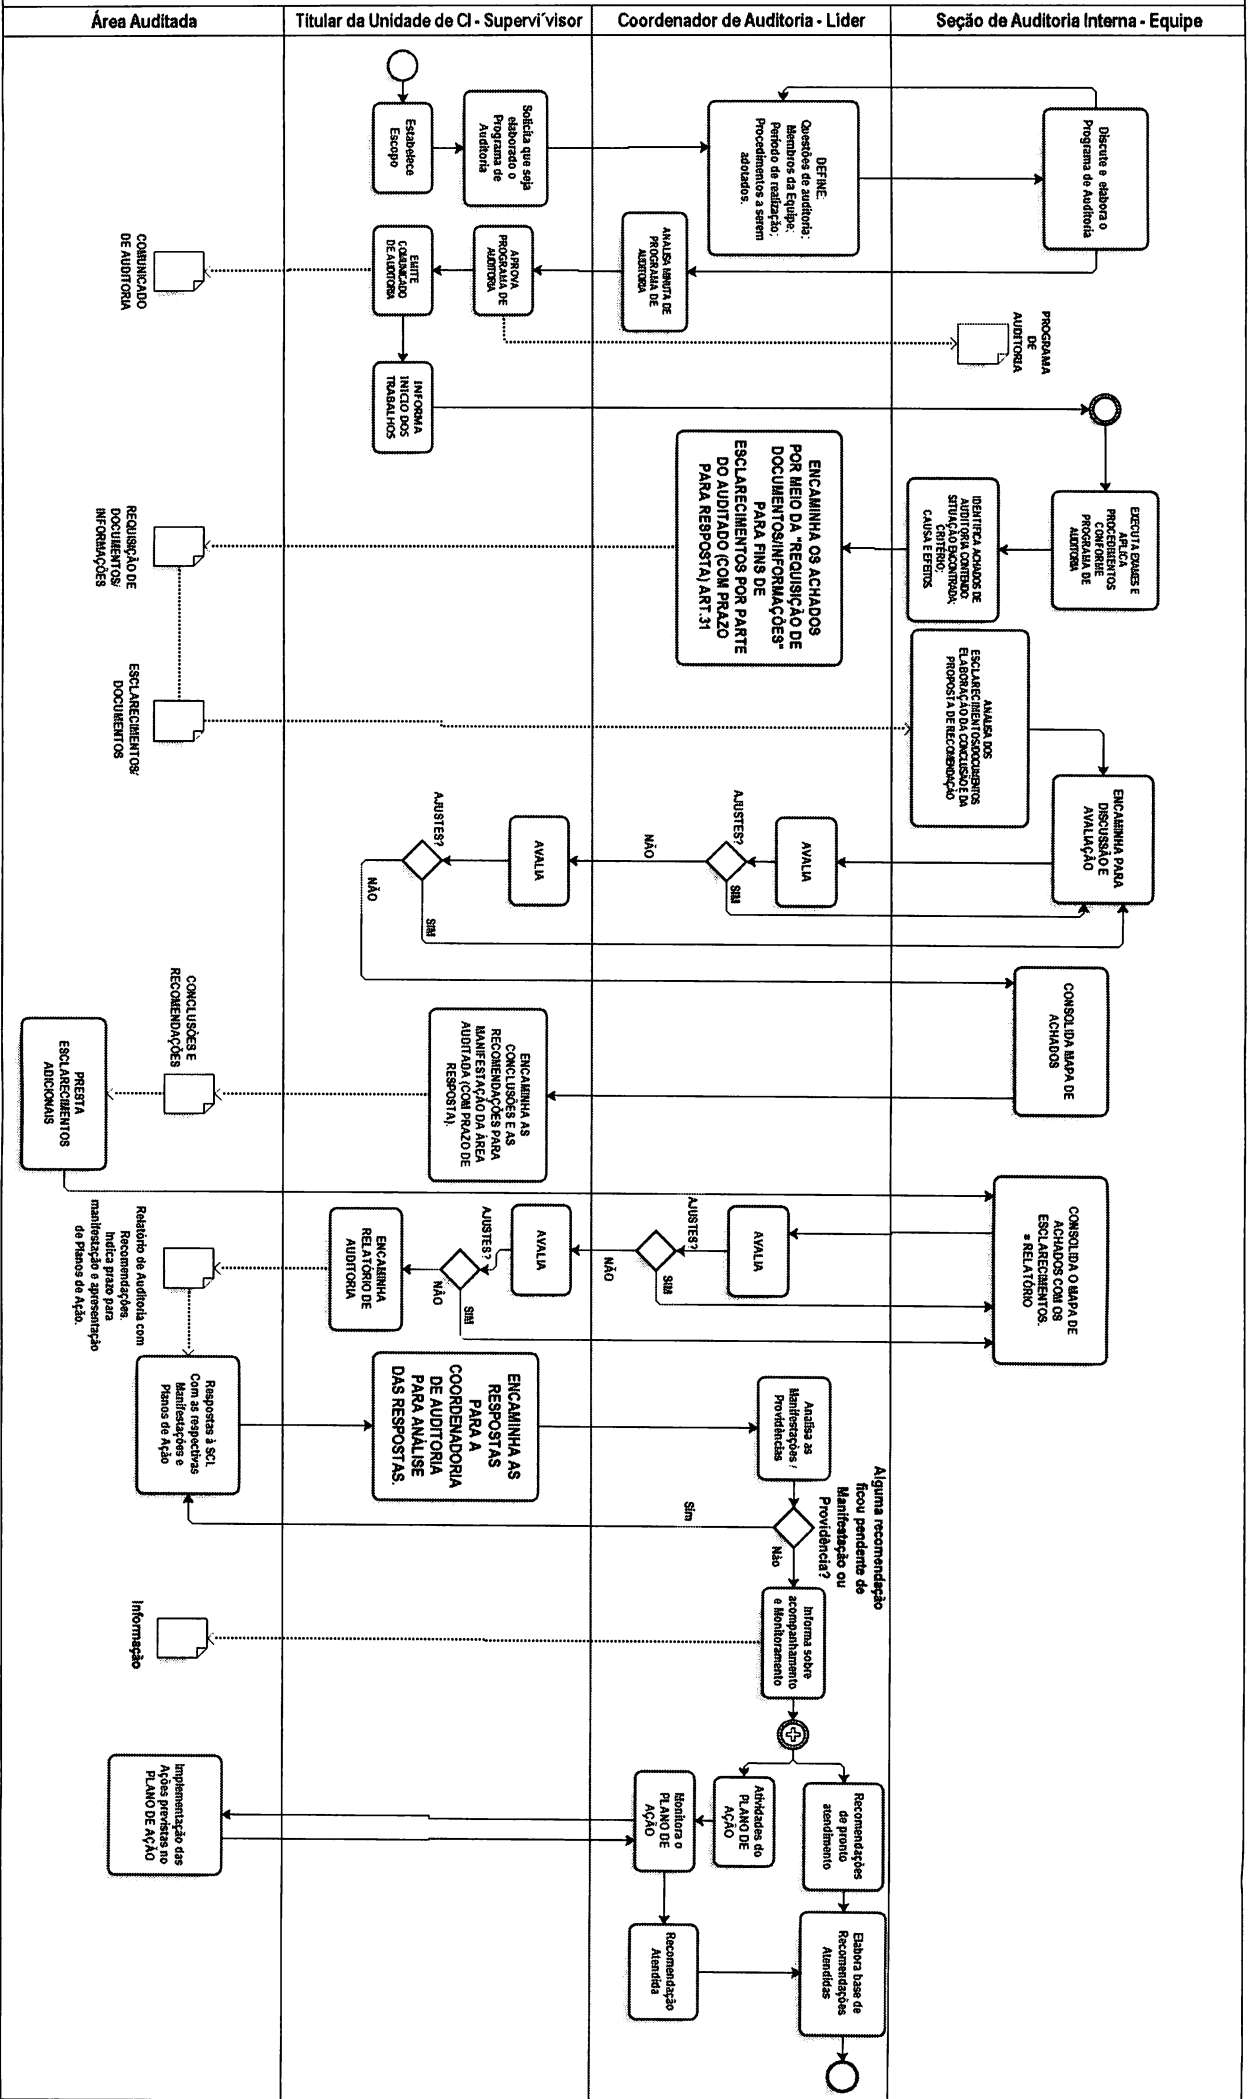 Área Auditada
Titular da Unidade de CI - Supervi´visor
Coordenador de Auditoria - Líder
Seção de Auditoria Interna - Equipe
Estabelece
Escopo
Solicita que seja
elaborado o
Programa de
Auditoria
DEFINE:
Questões de auditoria;
Membros da Equipe;
Período de realização;
Procedimentos a serem
adotados.
Discute e elabora o
Programa de Auditoria
ANALISA MINUTA DE
PROGRAMA DE
AUDITORIA
APROVA
PROGRAMA DE
AUDITORIA
EMITE
COMUNICADO
DE AUDITORIA
COMUNICADO
DE AUDITORIA
PROGRAMA
DE
AUDITORIA
INFORMA
INICIO DOS
TRABALHOS
EXECUTA EXAMES E
APLICA
PROCEDIMENTOS
CONFORME
PROGRAMA DE
AUDITORIA
IDENTIFICA ACHADOS DE
AUDITORIA CONTENDO:
SITUAÇÃO ENCONTRADA;
CRITÉRIO;
CAUSA E EFEITOS
ENCAMINHA OS ACHADOS
POR MEIO DA "REQUISIÇÃO DE
DOCUMENTOS/INFORMAÇÕES"
PARA FINS DE
ESCLARECIMENTOS POR PARTE
DO AUDITADO (COM PRAZO
PARA RESPOSTA) ART.31
REQUISIÇÃO DE
DOCUMENTOS/
INFORMAÇÕES
ESCLARECIMENTOS/
DOCUMENTOS
ANALISA DOS
ESCLARECIMENTOS/DOCUMENTOS
ELABORAÇÃO DA CONCLUSÃO E DA
PROPOSTA DE RECOMENDAÇÃO
ENCAMINHA PARA
DISCUSSÃO E
AVALIAÇÃO
AVALIA
AJUSTES?
SIM
NÃO
AVALIA
AJUSTES?
SIM
NÃO
CONSOLIDA MAPA DE
ACHADOS
ENCAMINHA AS
CONCLUSÕES E AS
RECOMENDAÇÕES PARA
MANIFESTAÇÃO DA ÁREA
AUDITADA (COM PRAZO DE
RESPOSTA).
CONCLUSÕES E
RECOMENDAÇÕES
PRESTA
ESCLARECIMENTOS
ADICIONAIS
CONSOLIDA O MAPA DE
ACHADOS COM OS
ESCLARECIMENTOS.
= RELATÓRIO
AVALIA
AJUSTES?
SIM
NÃO
AVALIA
AJUSTES?
SIM
NÃO
ENCAMINHA
RELATÓRIO DE
AUDITORIA
Relatório de Auditoria com
Recomendações.
Indica prazo para
manifestação e apresentação
de Planos de Ação.
Respostas à SCI,
Com as respectivas
Manifestações e
Planos de Ação
ENCAMINHA AS
RESPOSTAS
PARA A
COORDENADORIA
DE AUDITORIA
PARA ANÁLISE
DAS RESPOSTAS.
Analisa as
Manifestações /
Providências
Alguma recomendação
ficou pendente de
Manifestação ou
Providência?
Sim
Não
Informa sobre
acompanhamento
e Monitoramento
Informação
Recomendações
de pronto
atendimento
Atividades do
PLANO DE
AÇÃO
Monitora o
PLANO DE
AÇÃO
Implementação das
Ações previstas no
PLANO DE AÇÃO
Recomendação
Atendida
Elabora base de
Recomendações
Atendidas